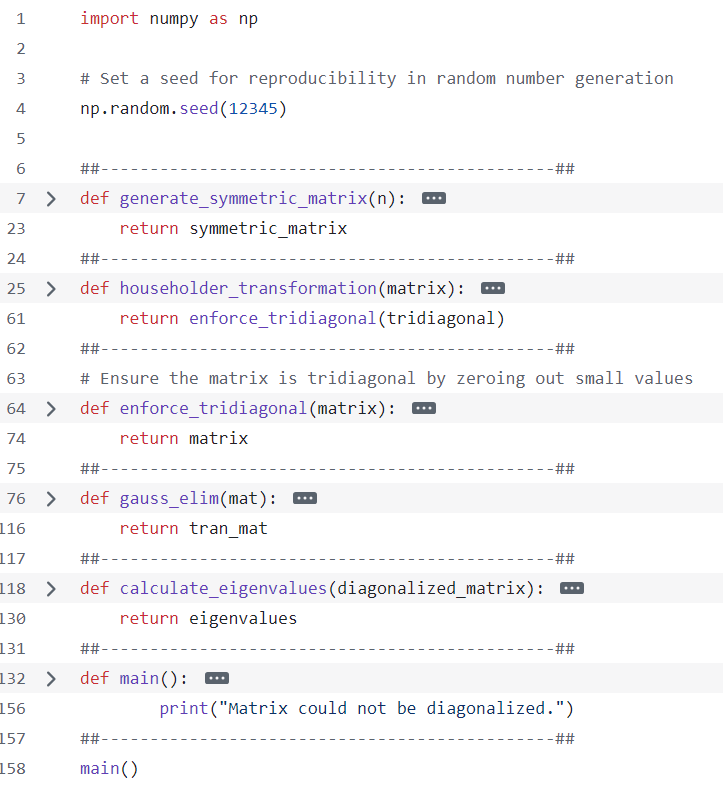 1 import numpy as np
2
3 # Set a seed for reproducibility in random number generation
4 np.random.seed(12345)
5
6 ##----------------------------------------------##
7 def generate_symmetric_matrix(n): ...
23     return symmetric_matrix
24 ##----------------------------------------------##
25 def householder_transformation(matrix): ...
61     return enforce_tridiagonal(tridiagonal)
62 ##----------------------------------------------##
63 # Ensure the matrix is tridiagonal by zeroing out small values
64 def enforce_tridiagonal(matrix): ...
74     return matrix
75 ##----------------------------------------------##
76 def gauss_elim(mat): ...
116     return tran_mat
117 ##----------------------------------------------##
118 def calculate_eigenvalues(diagonalized_matrix): ...
130     return eigenvalues
131 ##----------------------------------------------##
132 def main(): ...
156         print("Matrix could not be diagonalized.")
157 ##----------------------------------------------##
158 main()